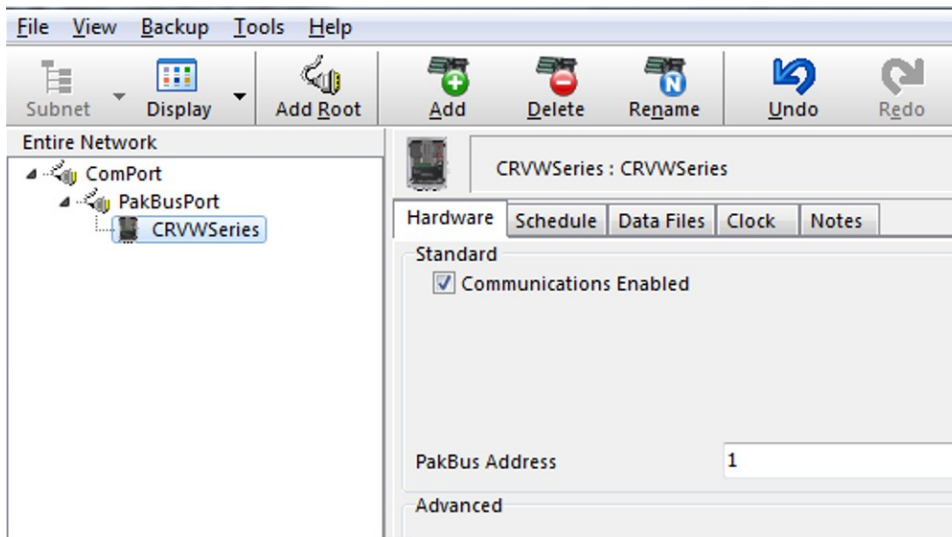 File View Backup Tools Help
Subnet Display Add Root Add Delete Rename Undo Redo
Entire Network
ComPort
PakBusPort
CRVWSeries
CRVWSeries : CRVWSeries
Hardware Schedule Data Files Clock Notes
Standard
Communications Enabled
PakBus Address 1
Advanced